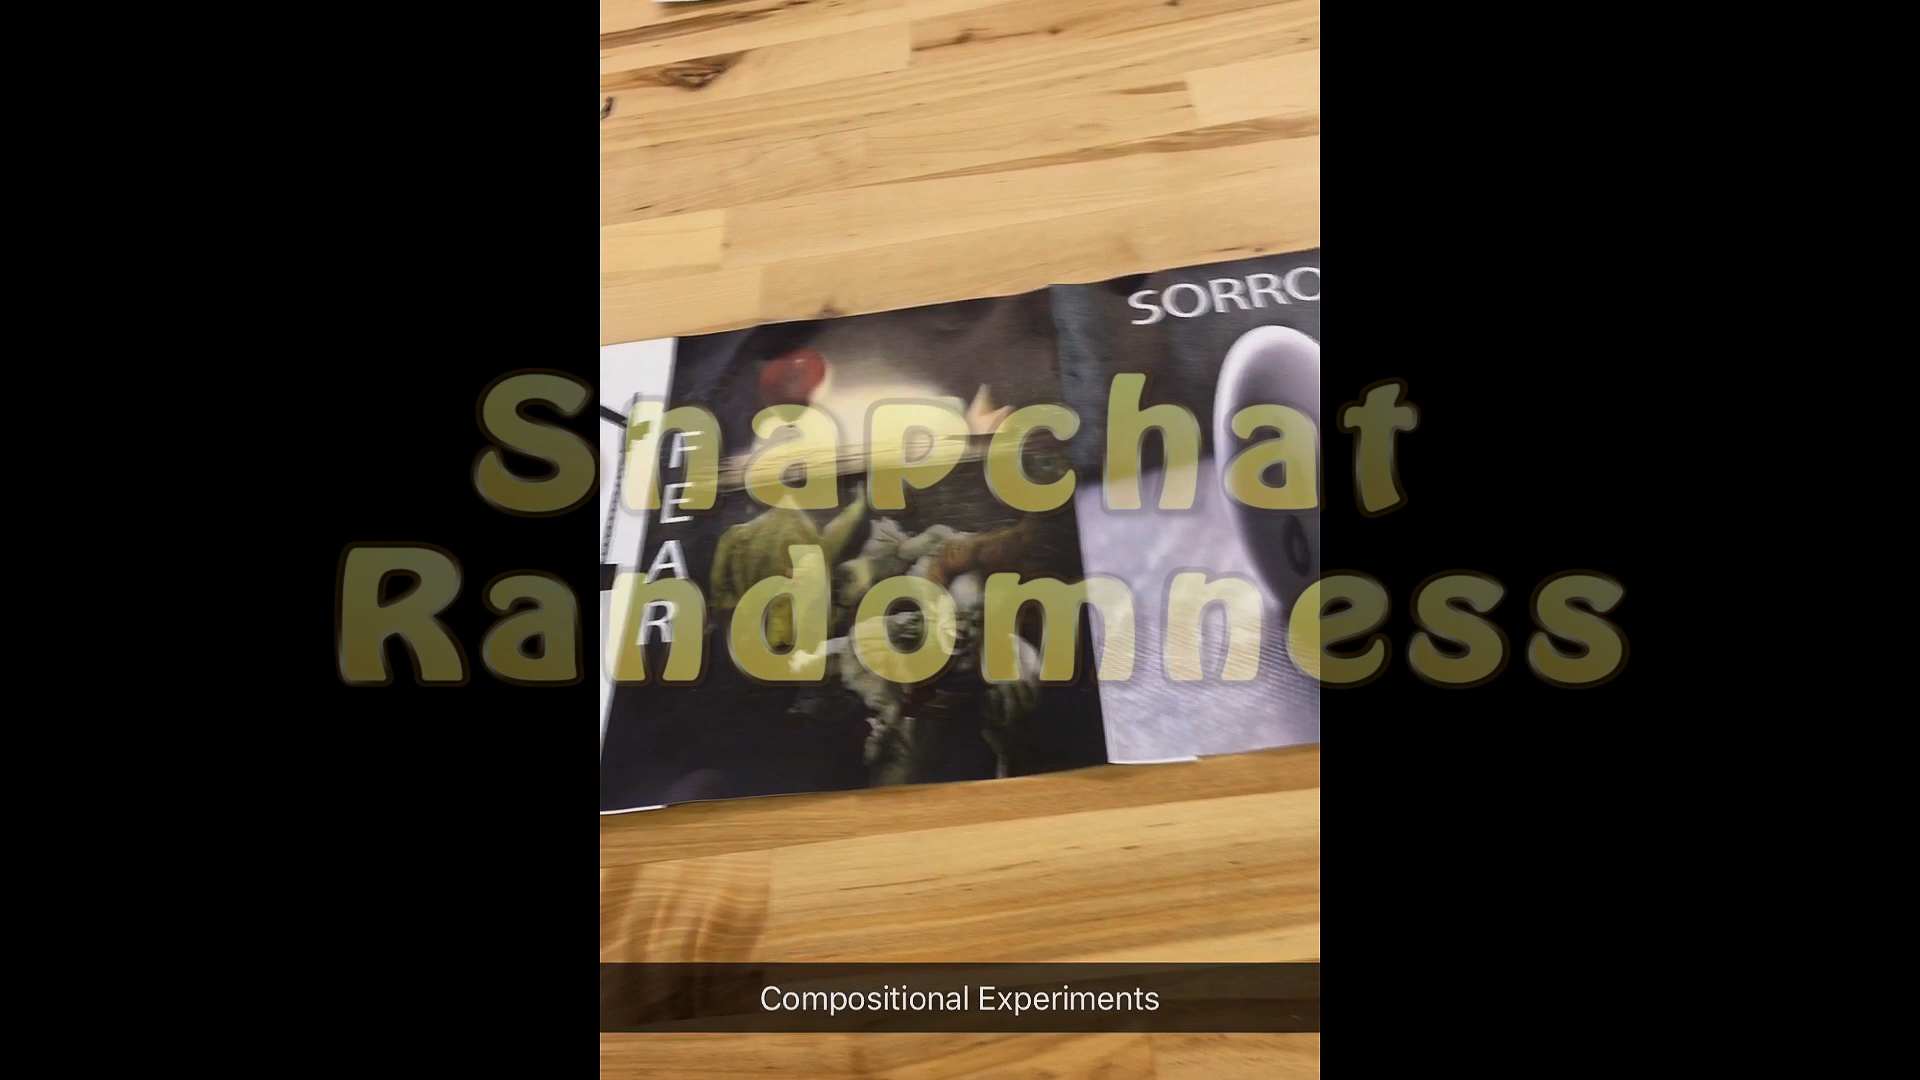 SORRO
Snapchat
FEAR
Randomness
Compositional Experiments